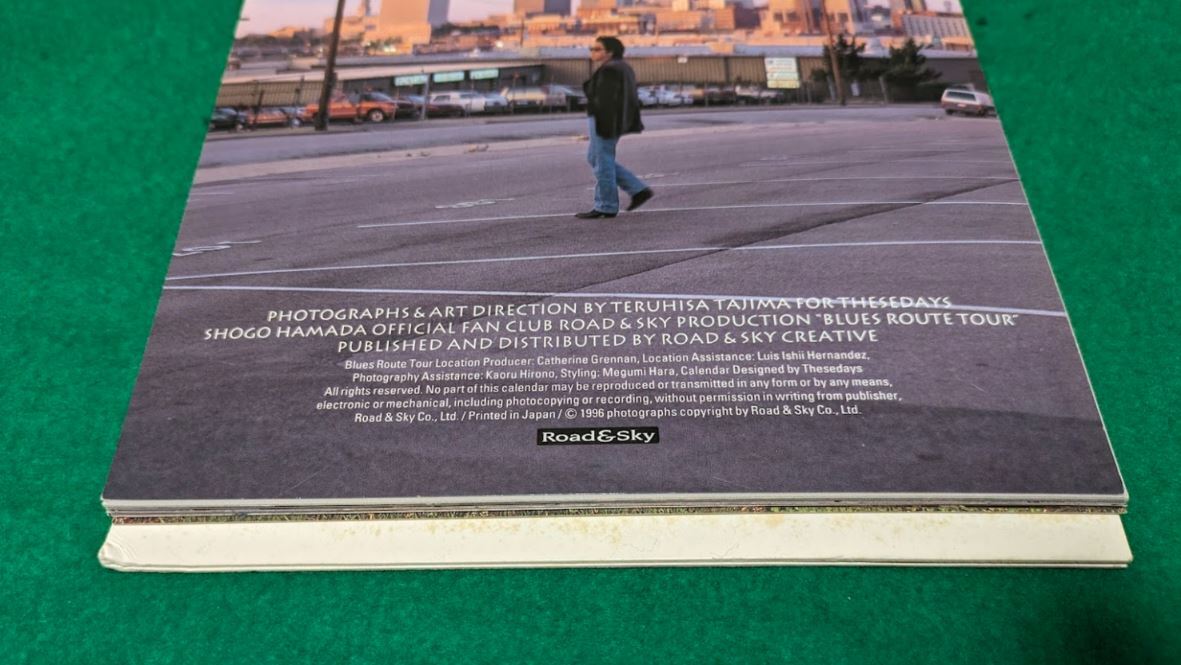 PHOTOGRAPHS & ART DIRECTION BY TERUHISA TAJIMA FOR THESEDAYS
SHOGO HAMADA OFFICIAL FAN CLUB ROAD & SKY PRODUCTION "BLUES ROUTE TOUR"
PUBLISHED AND DISTRIBUTED BY ROAD & SKY CREATIVE
Blues Route Tour Location Producer: Catherine Grennan, Location Assistance: Luis Ishii Hernandez,
Photography Assistance: Kaoru Hirono, Styling: Megumi Hara, Calendar Designed by Thesedays
All rights reserved. No part of this calendar may be reproduced or transmitted in any form or by any means,
electronic or mechanical, including photocopying or recording, without permission in writing from publisher,
Road & Sky Co., Ltd. / Printed in Japan / © 1996 photographs copyright by Road & Sky Co., Ltd.
Road&Sky